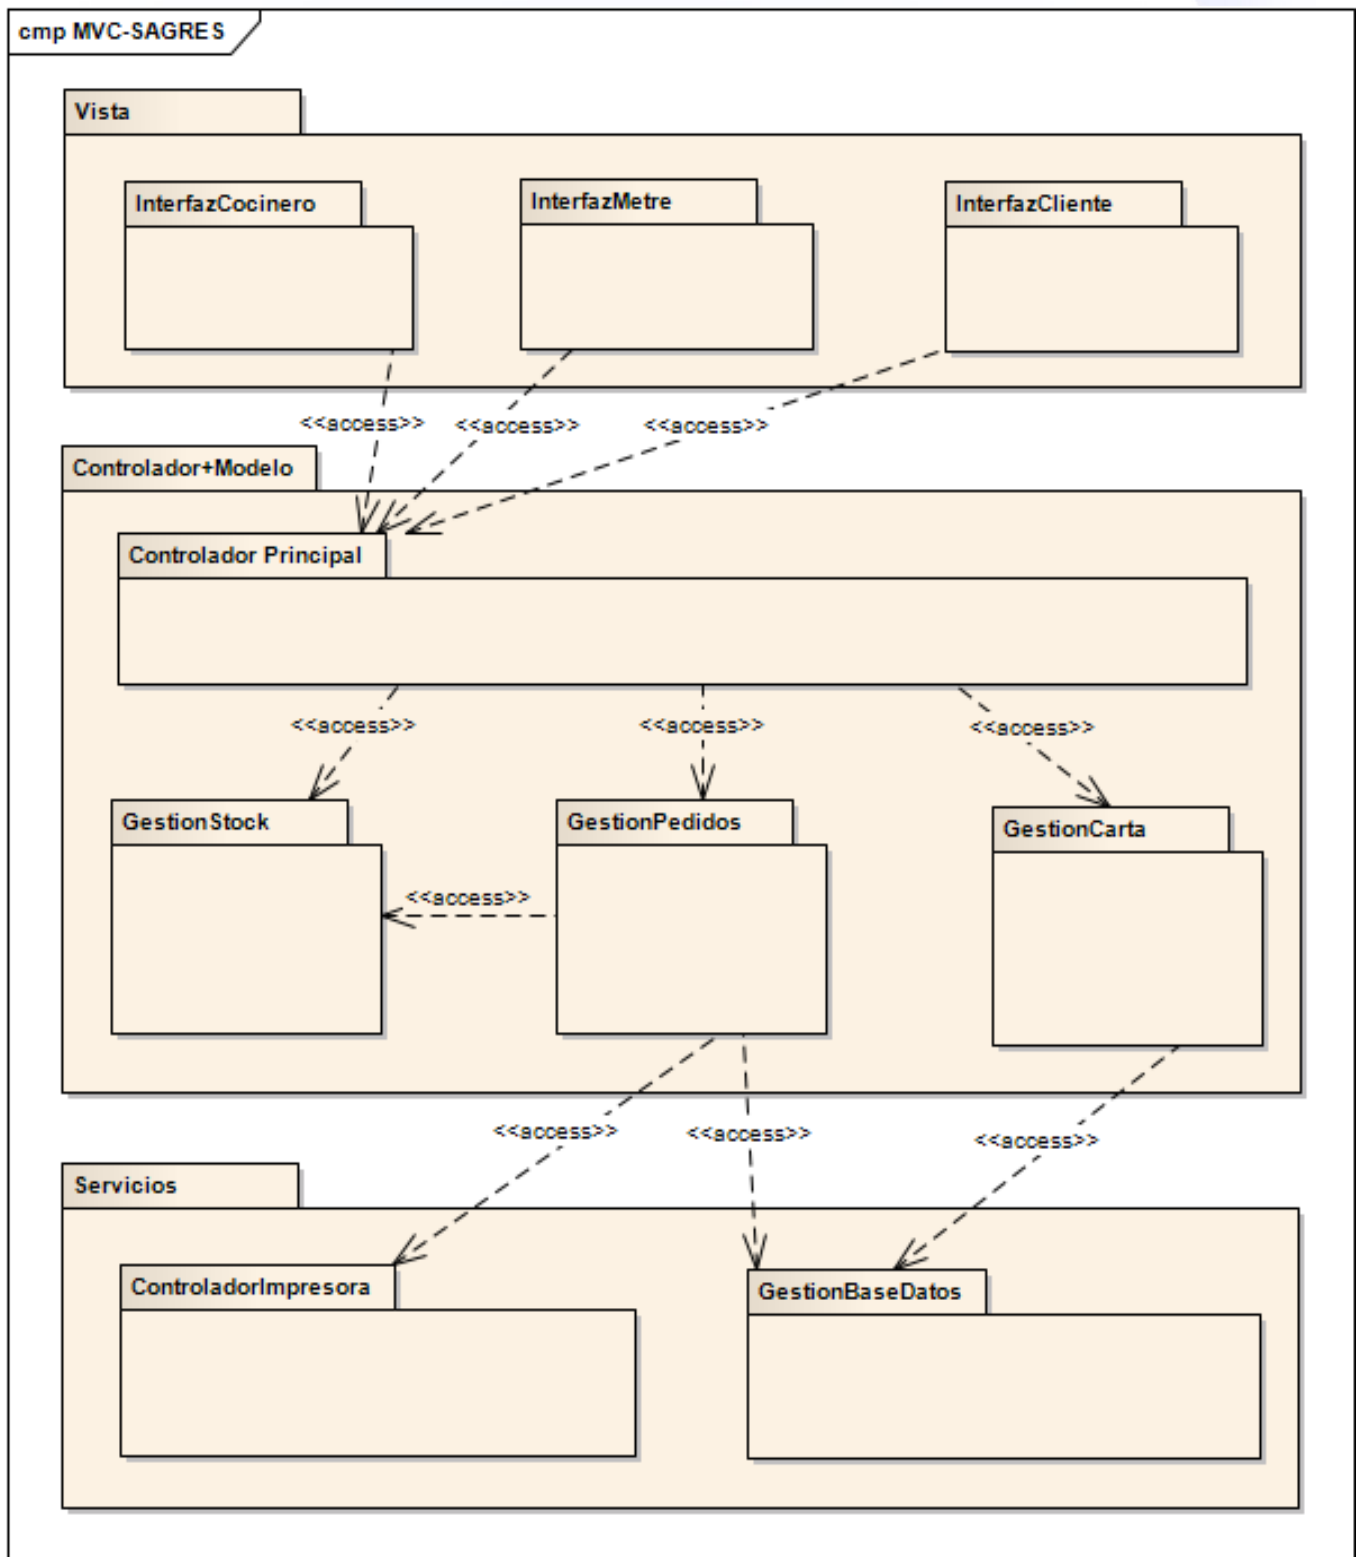 cmp MVC-SAGRES
Vista
InterfazCocinero
InterfazMetre
InterfazCliente
<<access>>
<<access>>
<<access>>
Controlador+Modelo
Controlador Principal
<<access>>
<<access>>
<<access>>
GestionStock
GestionPedidos
GestionCarta
<<access>>
<<access>>
<<access>>
<<access>>
Servicios
ControladorImpresora
GestionBaseDatos